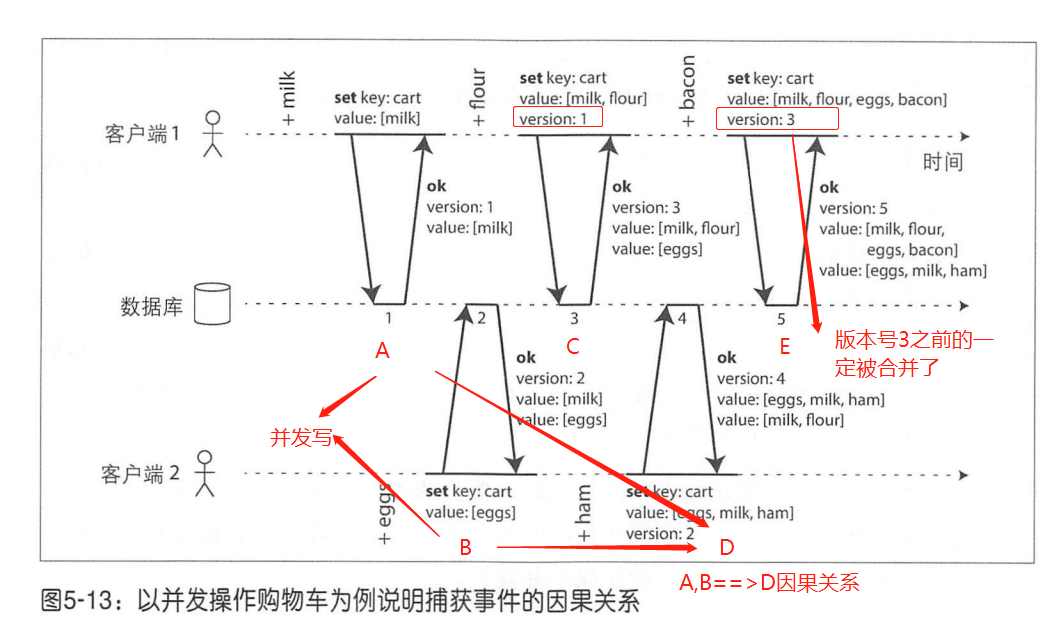 + milk
set key: cart
value: [milk]
+ flour
set key: cart
value: [milk, flour]
version: 1
+ bacon
set key: cart
value: [milk, flour, eggs, bacon]
version: 3
客户端1
时间
ok
version: 1
value: [milk]
ok
version: 3
value: [milk, flour]
value: [eggs]
ok
version: 5
value: [milk, flour,
eggs, bacon]
value: [eggs, milk, ham]
数据库
1
2
3
4
5
A
C
E
版本号3之前的一
定被合并了
ok
version: 2
value: [milk]
value: [eggs]
ok
version: 4
value: [eggs, milk, ham]
value: [milk, flour]
并发写
客户端 2
+ eggs
set key: cart
value: [eggs]
+ ham
set key: cart
value: [eggs, milk, ham]
version: 2
B
D
A,B==>D因果关系
图5-13：以并发操作购物车为例说明捕获事件的因果关系